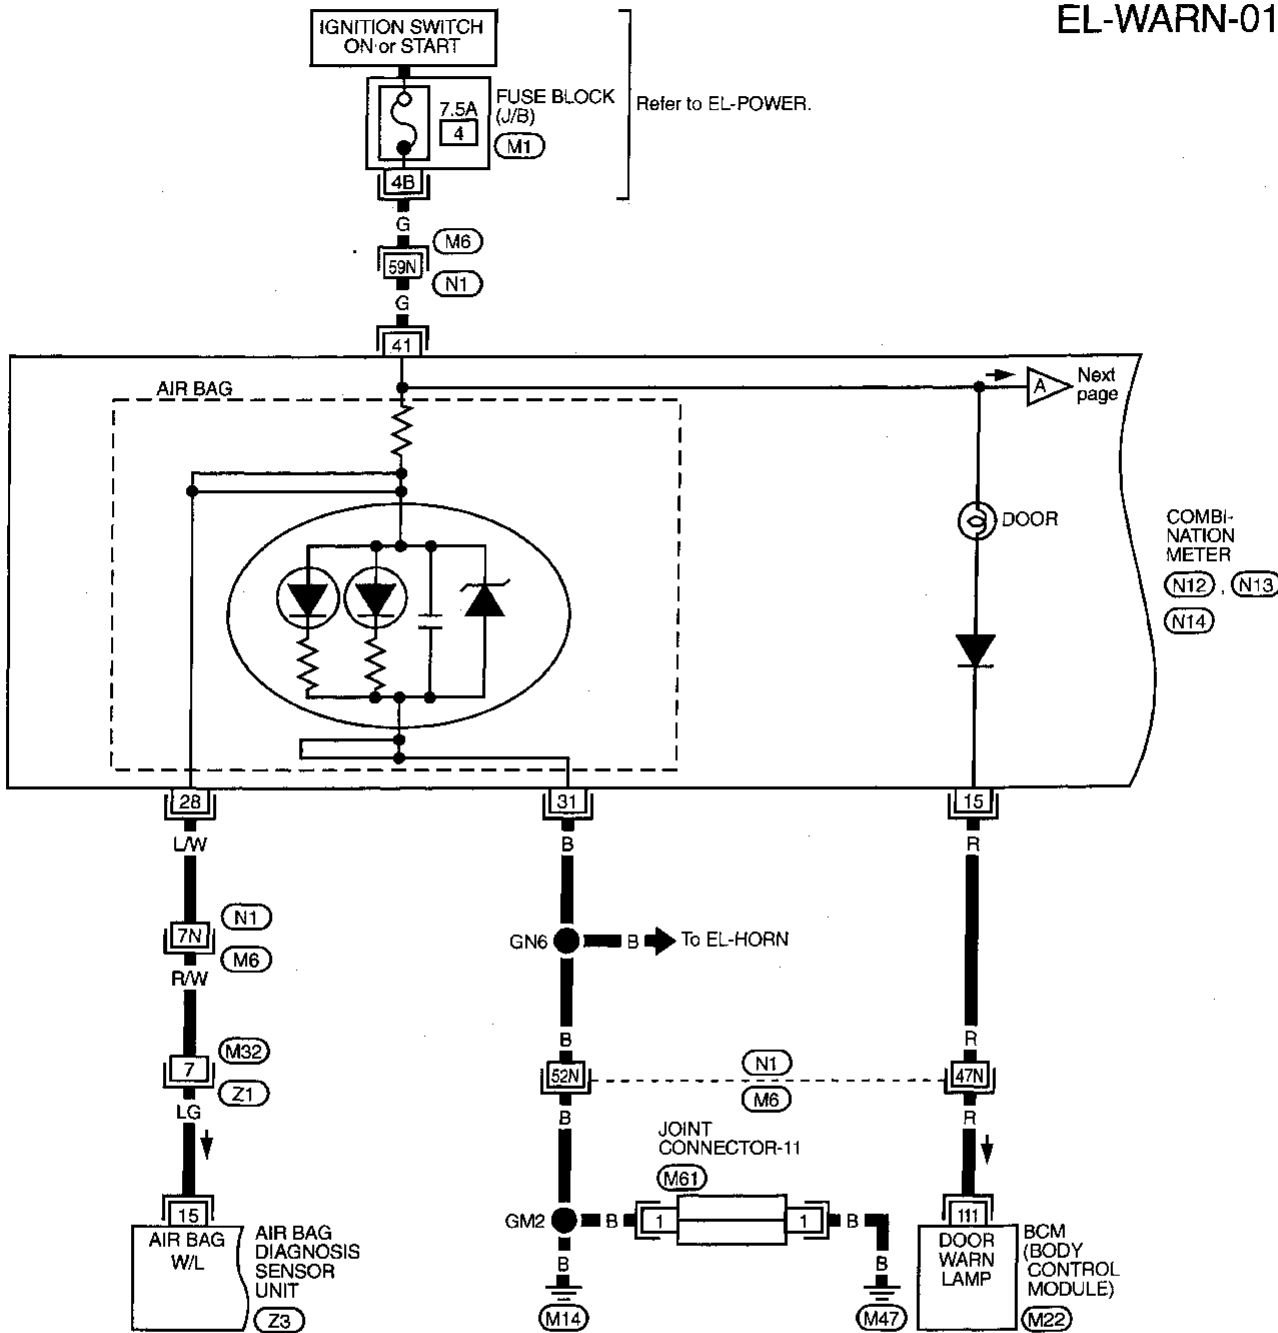 EL-WARN-01
IGNITION SWITCH
ON or START
FUSE BLOCK
(J/B)
7.5A
4
M1
Refer to EL-POWER.
4B
G
M6
59N
N1
G
41
AIR BAG
A
Next
page
DOOR
COMBI-
NATION
METER
N12 , N13
N14
28
31
15
L/W
B
R
N1
7N
M6
GN6
B
To EL-HORN
R/W
M32
7
Z1
B
R
52N
N1
47N
M6
LG
B
R
JOINT
CONNECTOR-11
M61
15
GM2
B
1
1
B
111
AIR BAG
W/L
AIR BAG
DIAGNOSIS
SENSOR
UNIT
Z3
B
M14
B
M47
DOOR
WARN
LAMP
BCM
(BODY
CONTROL
MODULE)
M22